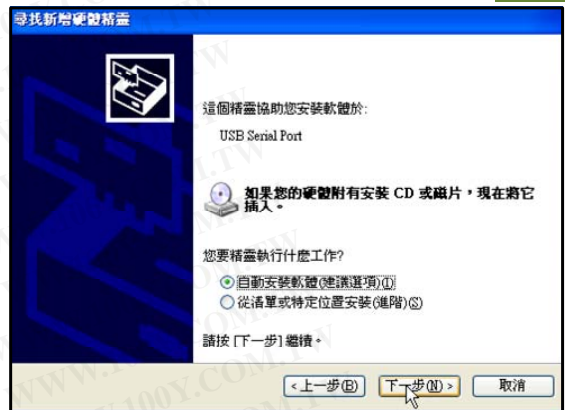 尋找新增硬體精靈
這個精靈協助您安裝軟體於:
USB Serial Port
如果您的硬體附有安裝 CD 或磁片，現在將它
插入。
您要精靈執行什麼工作?
自動安裝軟體(建議選項)(I)
從清單或特定位置安裝(進階)(S)
請按 [下一步] 繼續。
< 上一步(B) 下一步(N) > 取消
WWW.100Y.COM.TW